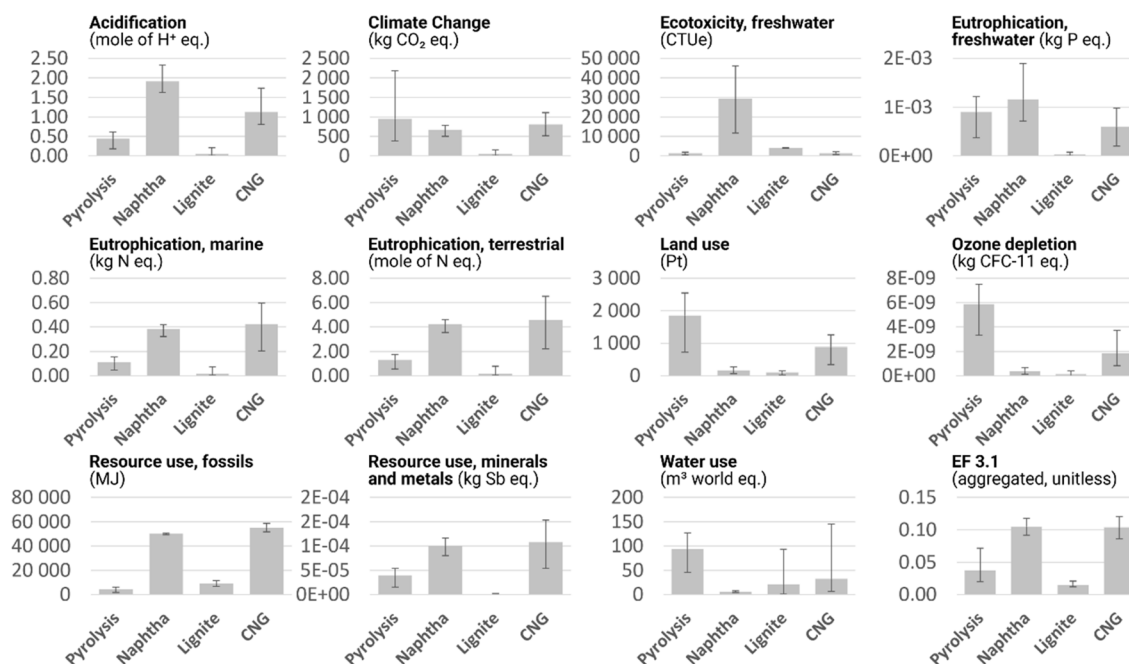 Acidification
(mole of H⁺ eq.)
2.50
2.00
1.50
1.00
0.50
0.00
Pyrolysis
Naphtha
Lignite
CNG
Climate Change
(kg CO₂ eq.)
2 500
2 000
1 500
1 000
500
0
Pyrolysis
Naphtha
Lignite
CNG
Ecotoxicity, freshwater
(CTUe)
50 000
40 000
30 000
20 000
10 000
0
Pyrolysis
Naphtha
Lignite
CNG
Eutrophication,
freshwater (kg P eq.)
2E-03
1E-03
0E+00
Pyrolysis
Naphtha
Lignite
CNG
Eutrophication, marine
(kg N eq.)
0.80
0.60
0.40
0.20
0.00
Pyrolysis
Naphtha
Lignite
CNG
Eutrophication, terrestrial
(mole of N eq.)
8.00
6.00
4.00
2.00
0.00
Pyrolysis
Naphtha
Lignite
CNG
Land use
(Pt)
3 000
2 000
1 000
0
Pyrolysis
Naphtha
Lignite
CNG
Ozone depletion
(kg CFC-11 eq.)
8E-09
6E-09
4E-09
2E-09
0E+00
Pyrolysis
Naphtha
Lignite
CNG
Resource use, fossils
(MJ)
80 000
60 000
40 000
20 000
0
Pyrolysis
Naphtha
Lignite
CNG
Resource use, minerals
and metals (kg Sb eq.)
2E-04
2E-04
1E-04
5E-05
0E+00
Pyrolysis
Naphtha
Lignite
CNG
Water use
(m³ world eq.)
200
150
100
50
0
Pyrolysis
Naphtha
Lignite
CNG
EF 3.1
(aggregated, unitless)
0.15
0.10
0.05
0.00
Pyrolysis
Naphtha
Lignite
CNG